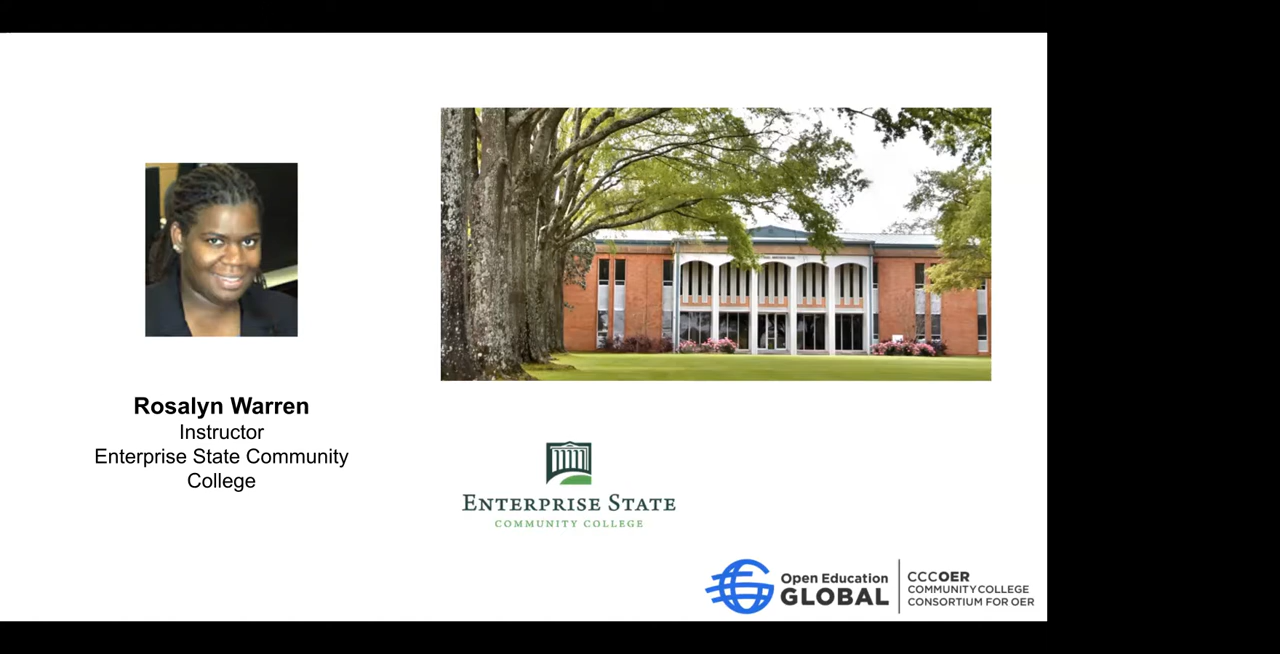 Rosalyn Warren
Instructor
Enterprise State Community
College
ENTERPRISE STATE
COMMUNITY COLLEGE
Open Education
GLOBAL
CCCOER
COMMUNITY COLLEGE
CONSORTIUM FOR OER